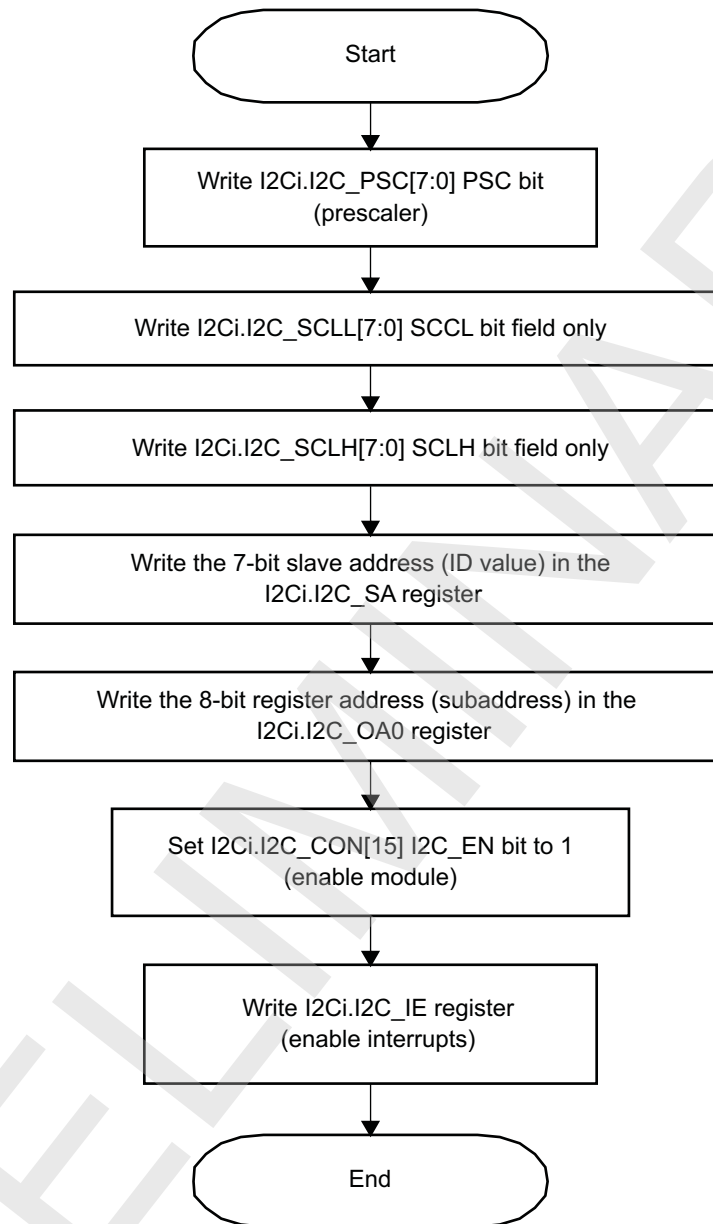 Start
Write I2Ci.I2C_PSC[7:0] PSC bit
(prescaler)
Write I2Ci.I2C_SCLL[7:0] SCCL bit field only
Write I2Ci.I2C_SCLH[7:0] SCLH bit field only
Write the 7-bit slave address (ID value) in the
I2Ci.I2C_SA register
Write the 8-bit register address (subaddress) in the
I2Ci.I2C_OA0 register
Set I2Ci.I2C_CON[15] I2C_EN bit to 1
(enable module)
Write I2Ci.I2C_IE register
(enable interrupts)
End
ELIMINA